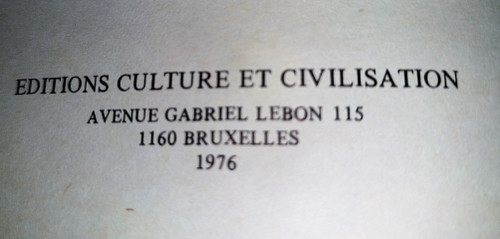 EDITIONS CULTURE ET CIVILISATION
AVENUE GABRIEL LEBON 115
1160 BRUXELLES
1976